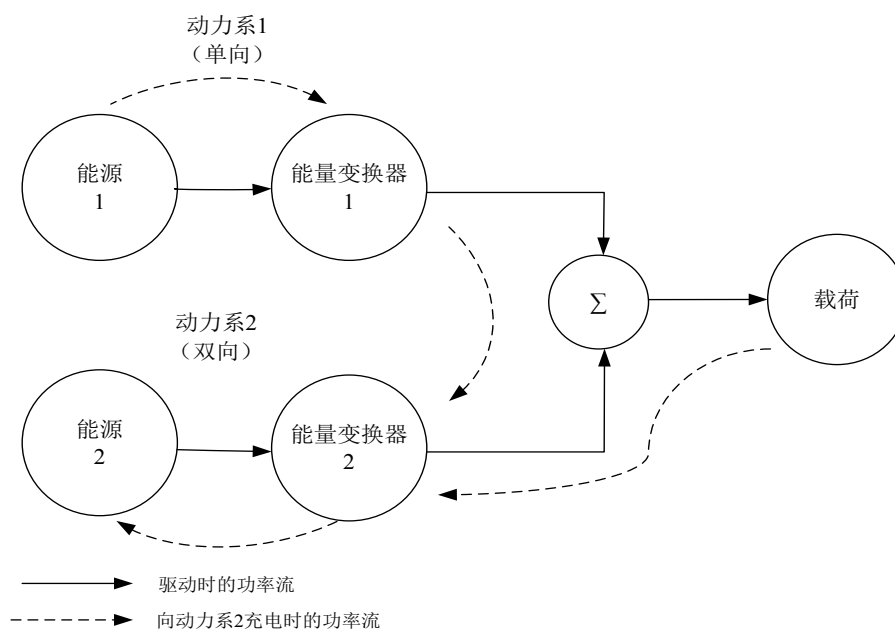 动力系1
（单向）
能源
1
能量变换器
1
∑
载荷
动力系2
（双向）
能源
2
能量变换器
2
驱动时的功率流
向动力系2充电时的功率流